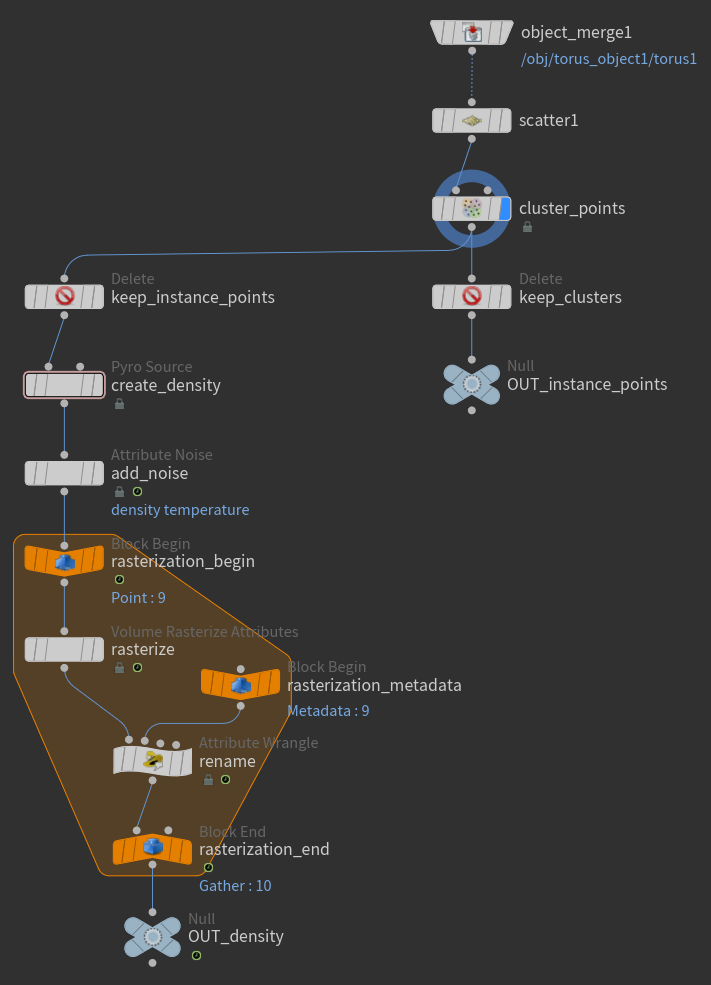 object_merge1
/obj/torus_object1/torus1
scatter1
cluster_points
Delete
keep_instance_points
Delete
keep_clusters
Pyro Source
create_density
Null
OUT_instance_points
Attribute Noise
add_noise
density temperature
Block Begin
rasterization_begin
Point : 9
Volume Rasterize Attributes
rasterize
Block Begin
rasterization_metadata
Metadata : 9
Attribute Wrangle
rename
Block End
rasterization_end
Gather : 10
Null
OUT_density